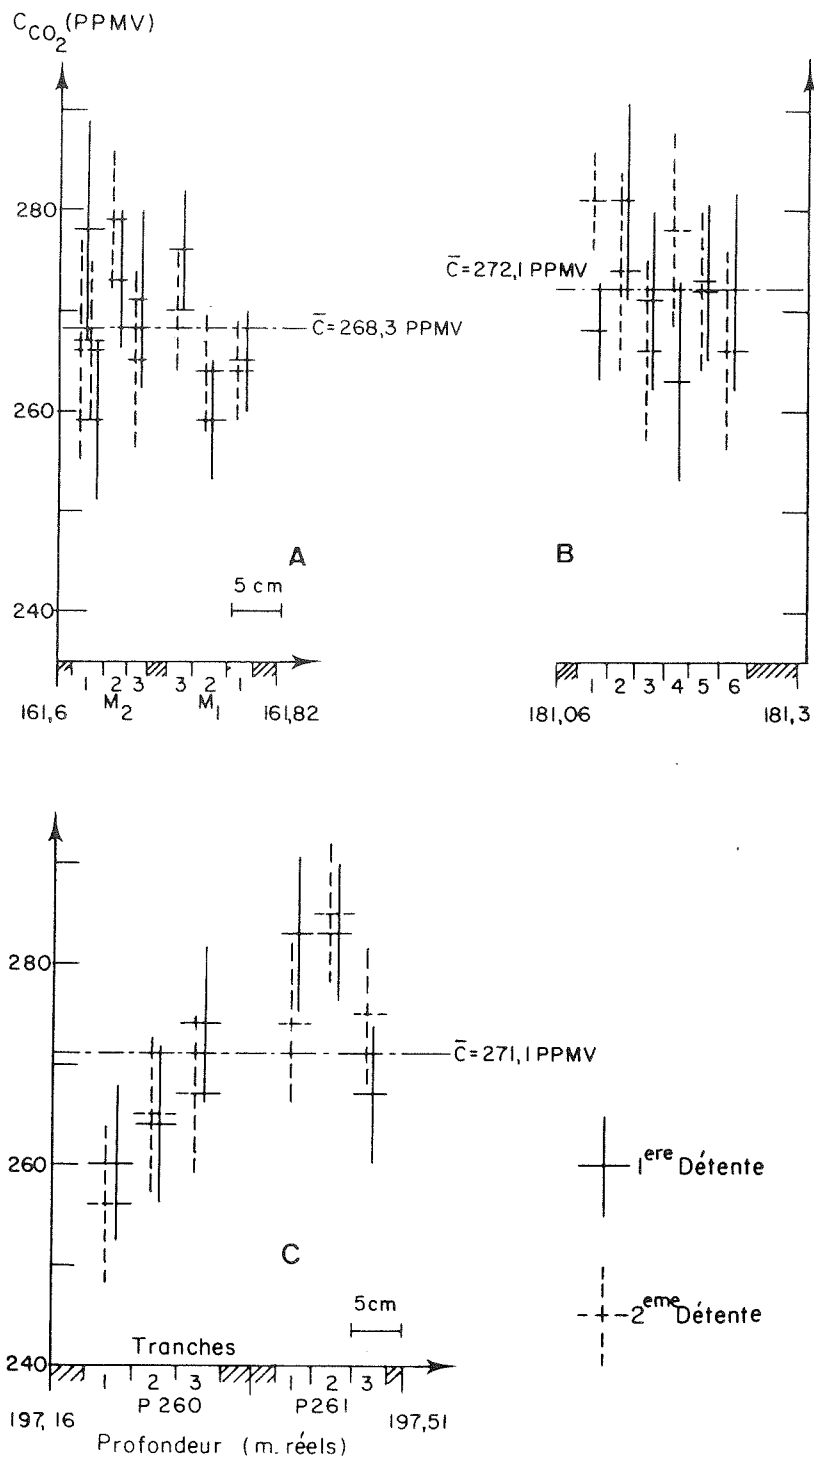 C_CO2 (PPMV)
280
260
240
C̄=268,3 PPMV
A
5 cm
1 2 3 3 2 1
M2 M1
161,6 161,82
C̄=272,1 PPMV
B
1 2 3 4 5 6
181,06 181,3
280
260
240
C̄=271,1 PPMV
C
5cm
Tranches
1 2 3 1 2 3
P260 P261
197,16 197,51
Profondeur (m. réels)
1ere Détente
2eme Détente